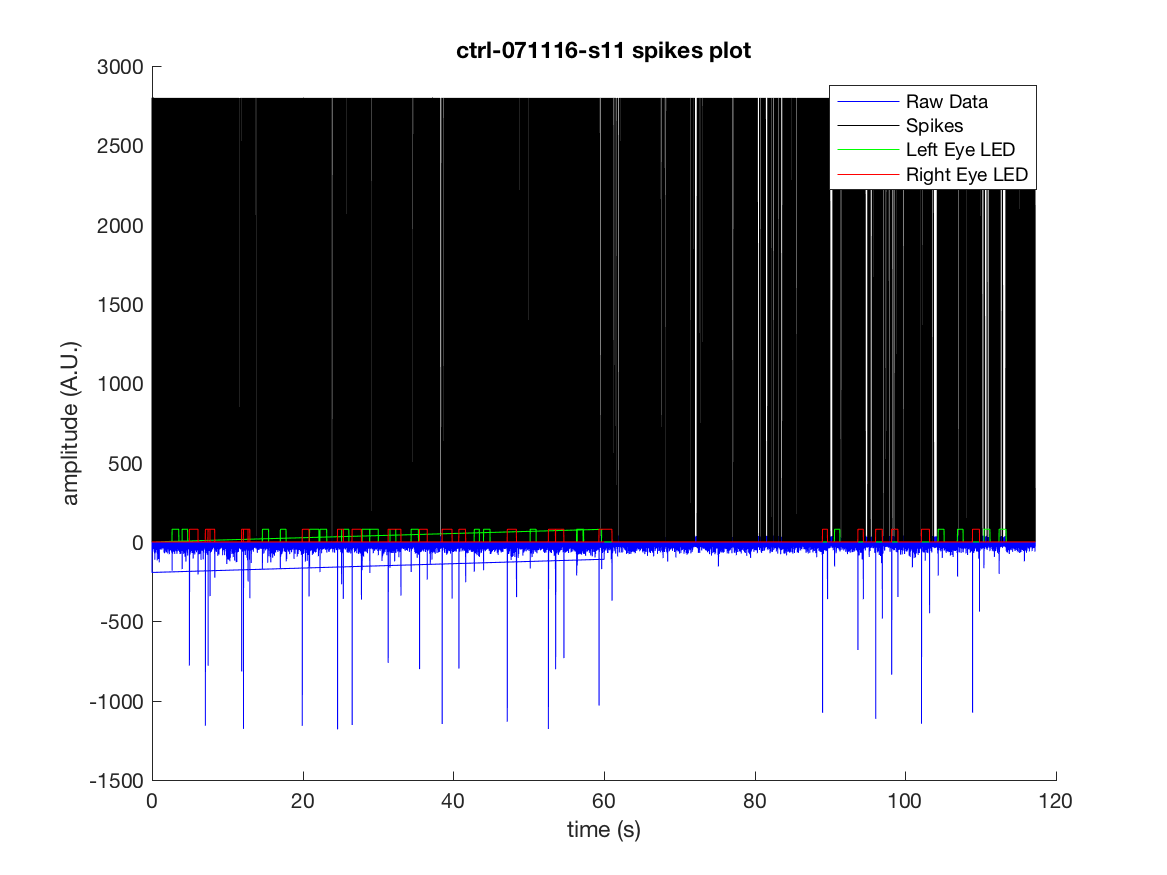 ctrl-071116-s11 spikes plot
3000
2500
2000
1500
1000
500
0
-500
-1000
-1500
amplitude (A.U.)
Raw Data
Spikes
Left Eye LED
Right Eye LED
0
20
40
60
80
100
120
time (s)